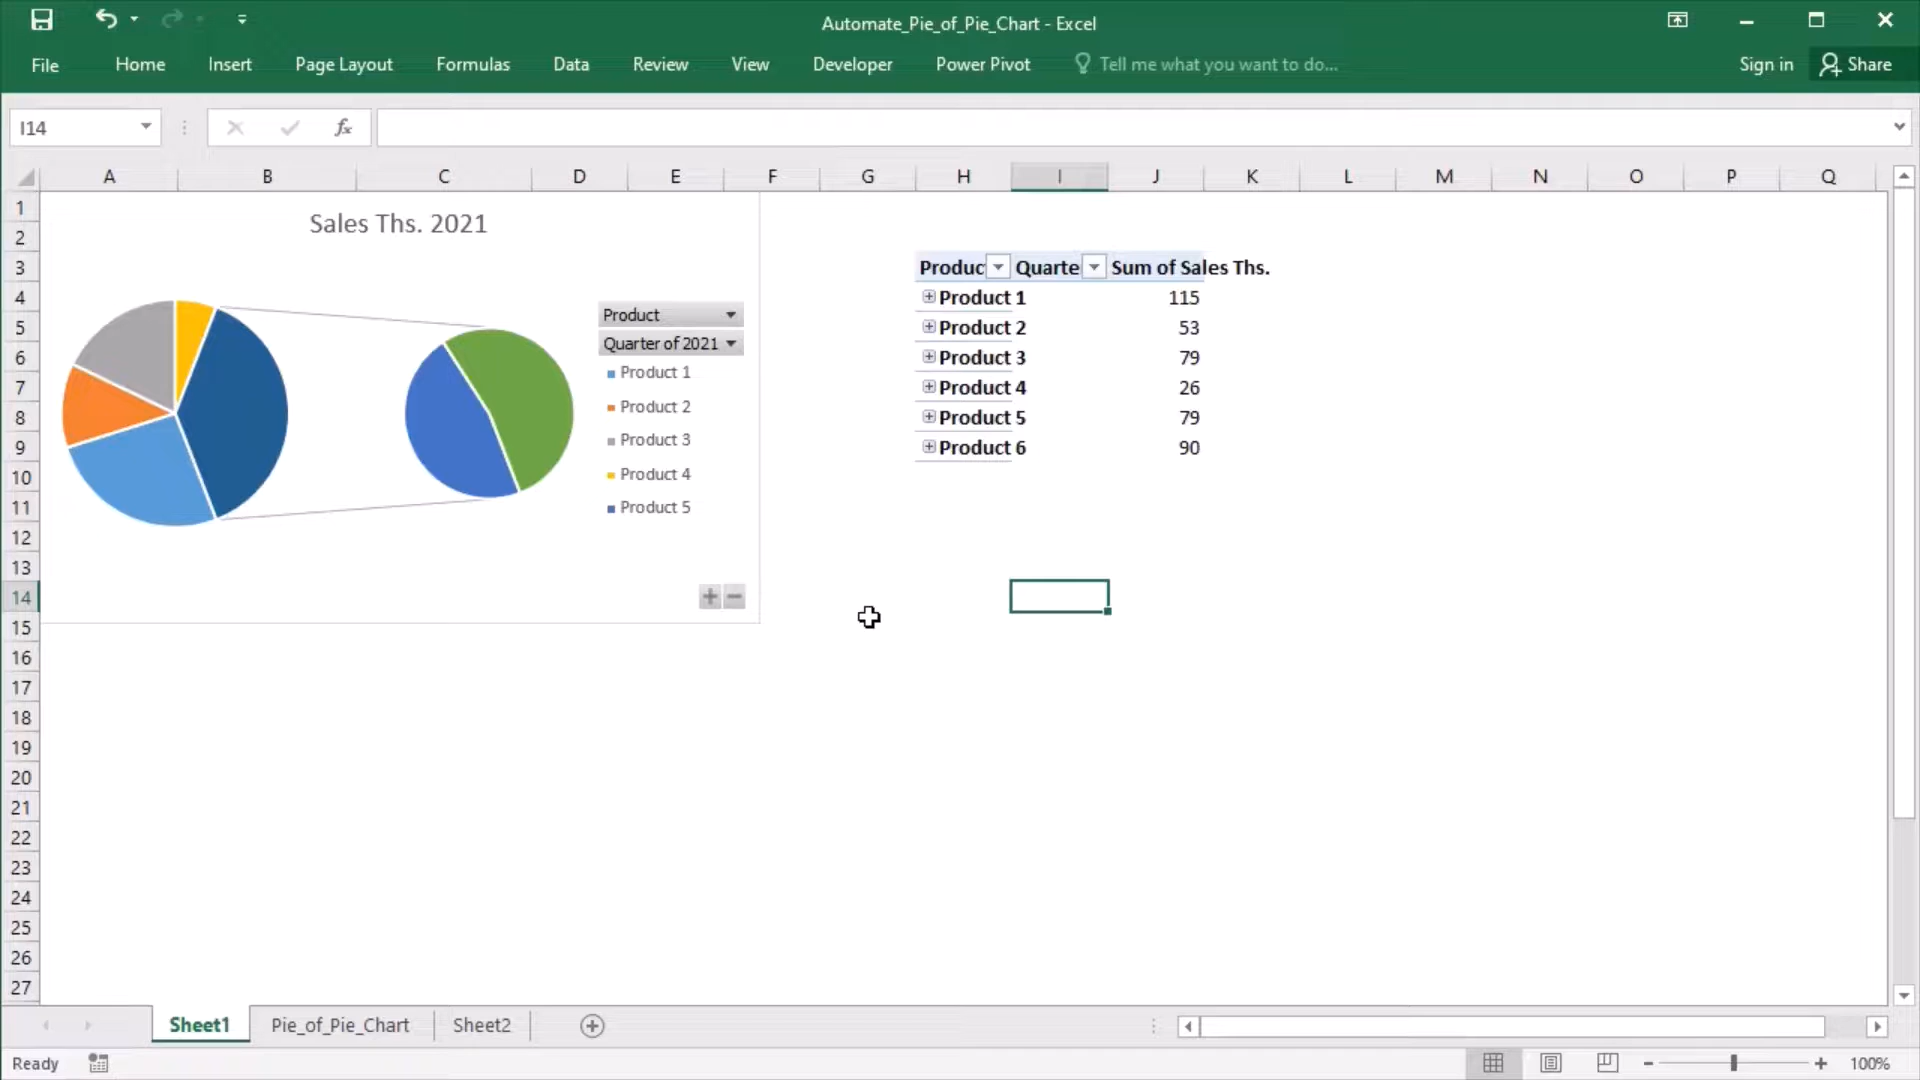 Automate_Pie_of_Pie_Chart - Excel
File Home Insert Page Layout Formulas Data Review View Developer Power Pivot Tell me what you want to do... Sign in Share
I14 fx
A B C D E F G H I J K L M N O P Q
1
2
3
4
5
6
7
8
9
10
11
12
13
14
15
16
17
18
19
20
21
22
23
24
25
26
27
Sales Ths. 2021
Product
Quarter of 2021
Product 1
Product 2
Product 3
Product 4
Product 5
Produc Quarte Sum of Sales Ths.
Product 1 115
Product 2 53
Product 3 79
Product 4 26
Product 5 79
Product 6 90
Sheet1 Pie_of_Pie_Chart Sheet2
Ready 100%